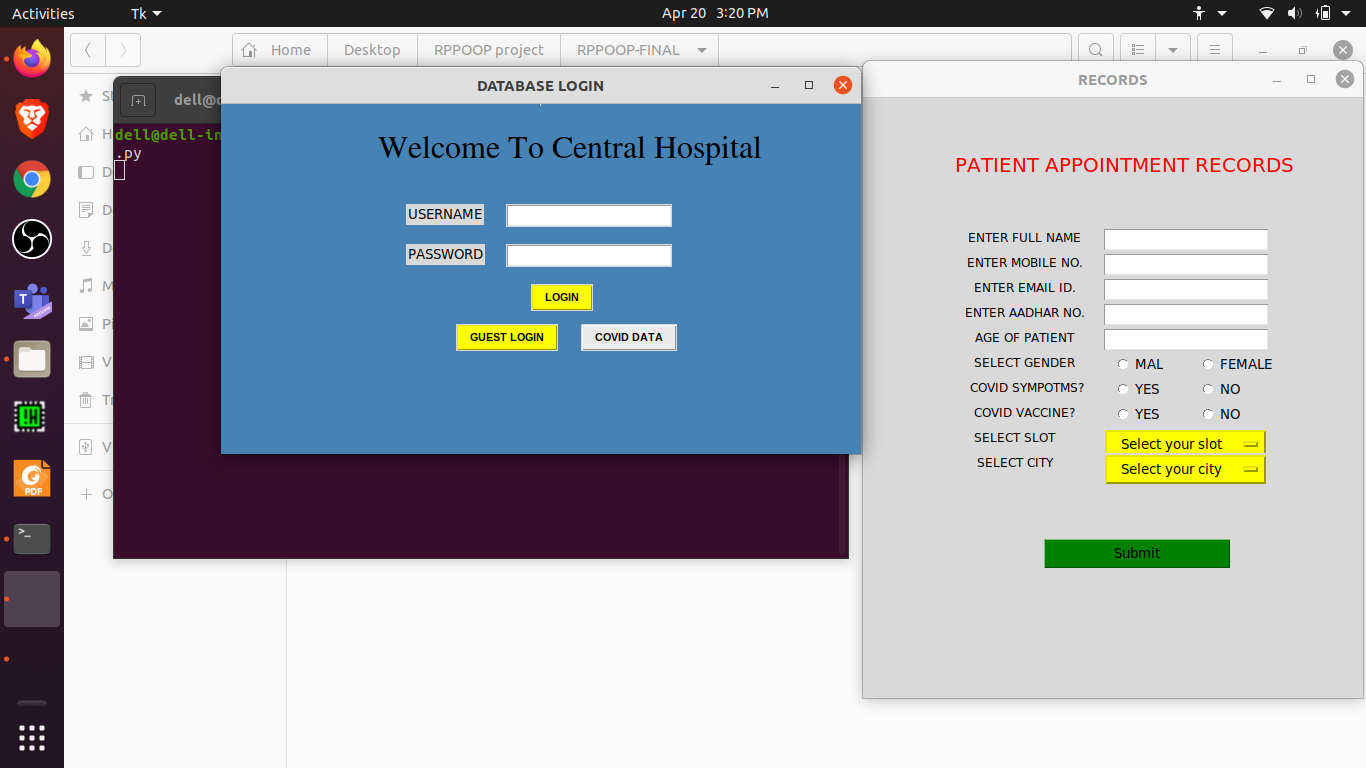 Activities
Tk
Apr 20 3:20 PM
Home
Desktop
RPPOOP project
RPPOOP-FINAL
dell@d
dell@dell-in
.py
DATABASE LOGIN
Welcome To Central Hospital
USERNAME
PASSWORD
LOGIN
GUEST LOGIN
COVID DATA
RECORDS
PATIENT APPOINTMENT RECORDS
ENTER FULL NAME
ENTER MOBILE NO.
ENTER EMAIL ID.
ENTER AADHAR NO.
AGE OF PATIENT
SELECT GENDER MAL FEMALE
COVID SYMPOTMS? YES NO
COVID VACCINE? YES NO
SELECT SLOT Select your slot
SELECT CITY Select your city
Submit
PDF